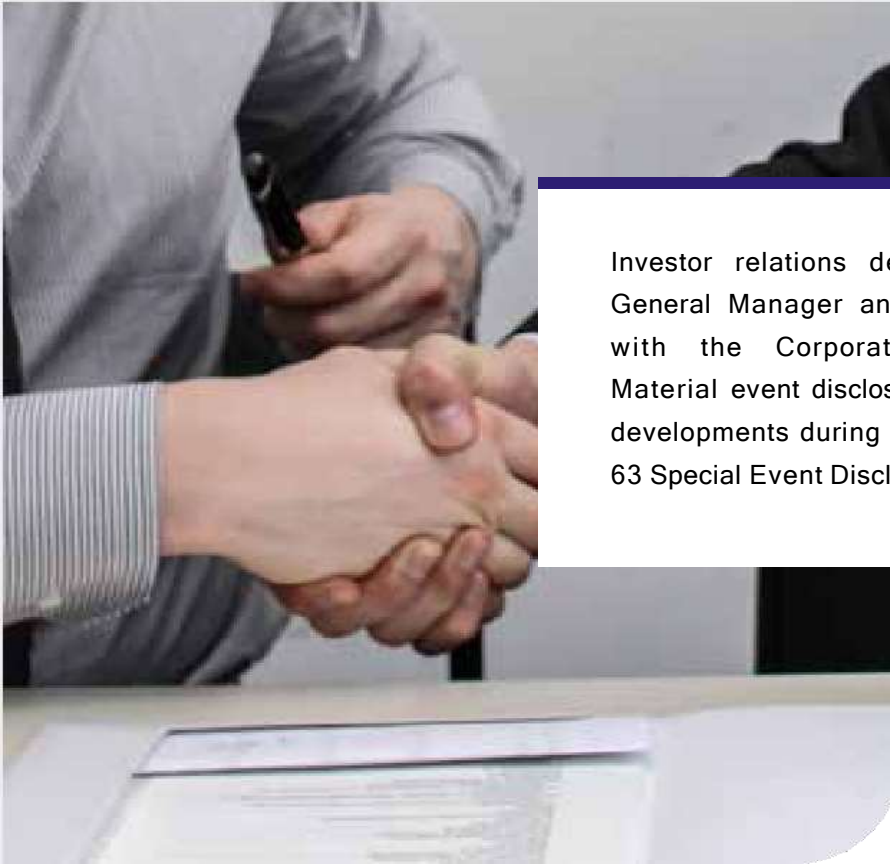 Investor relations de
General Manager an
with the Corporat
Material event disclos
developments during
63 Special Event Discl